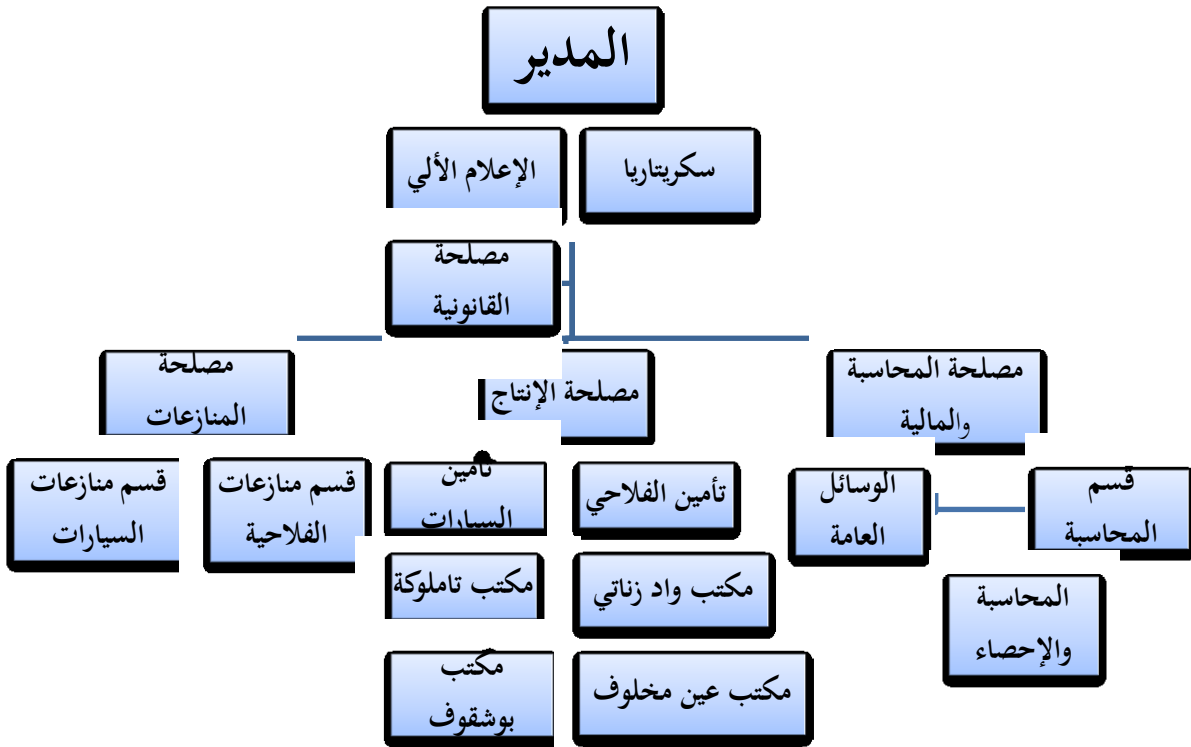 المدير
سكريتاريا
الإعلام الألي
مصلحة
القانونية
مصلحة المحاسبة
والمالية
مصلحة الإنتاج
مصلحة
المنازعات
قسم
المحاسبة
الوسائل
العامة
تأمين الفلاحي
تأمين
السيارات
قسم منازعات
الفلاحية
قسم منازعات
السيارات
المحاسبة
والإحصاء
مكتب واد زناتي
مكتب تاملوكة
مكتب عين مخلوف
مكتب
بوشقوف